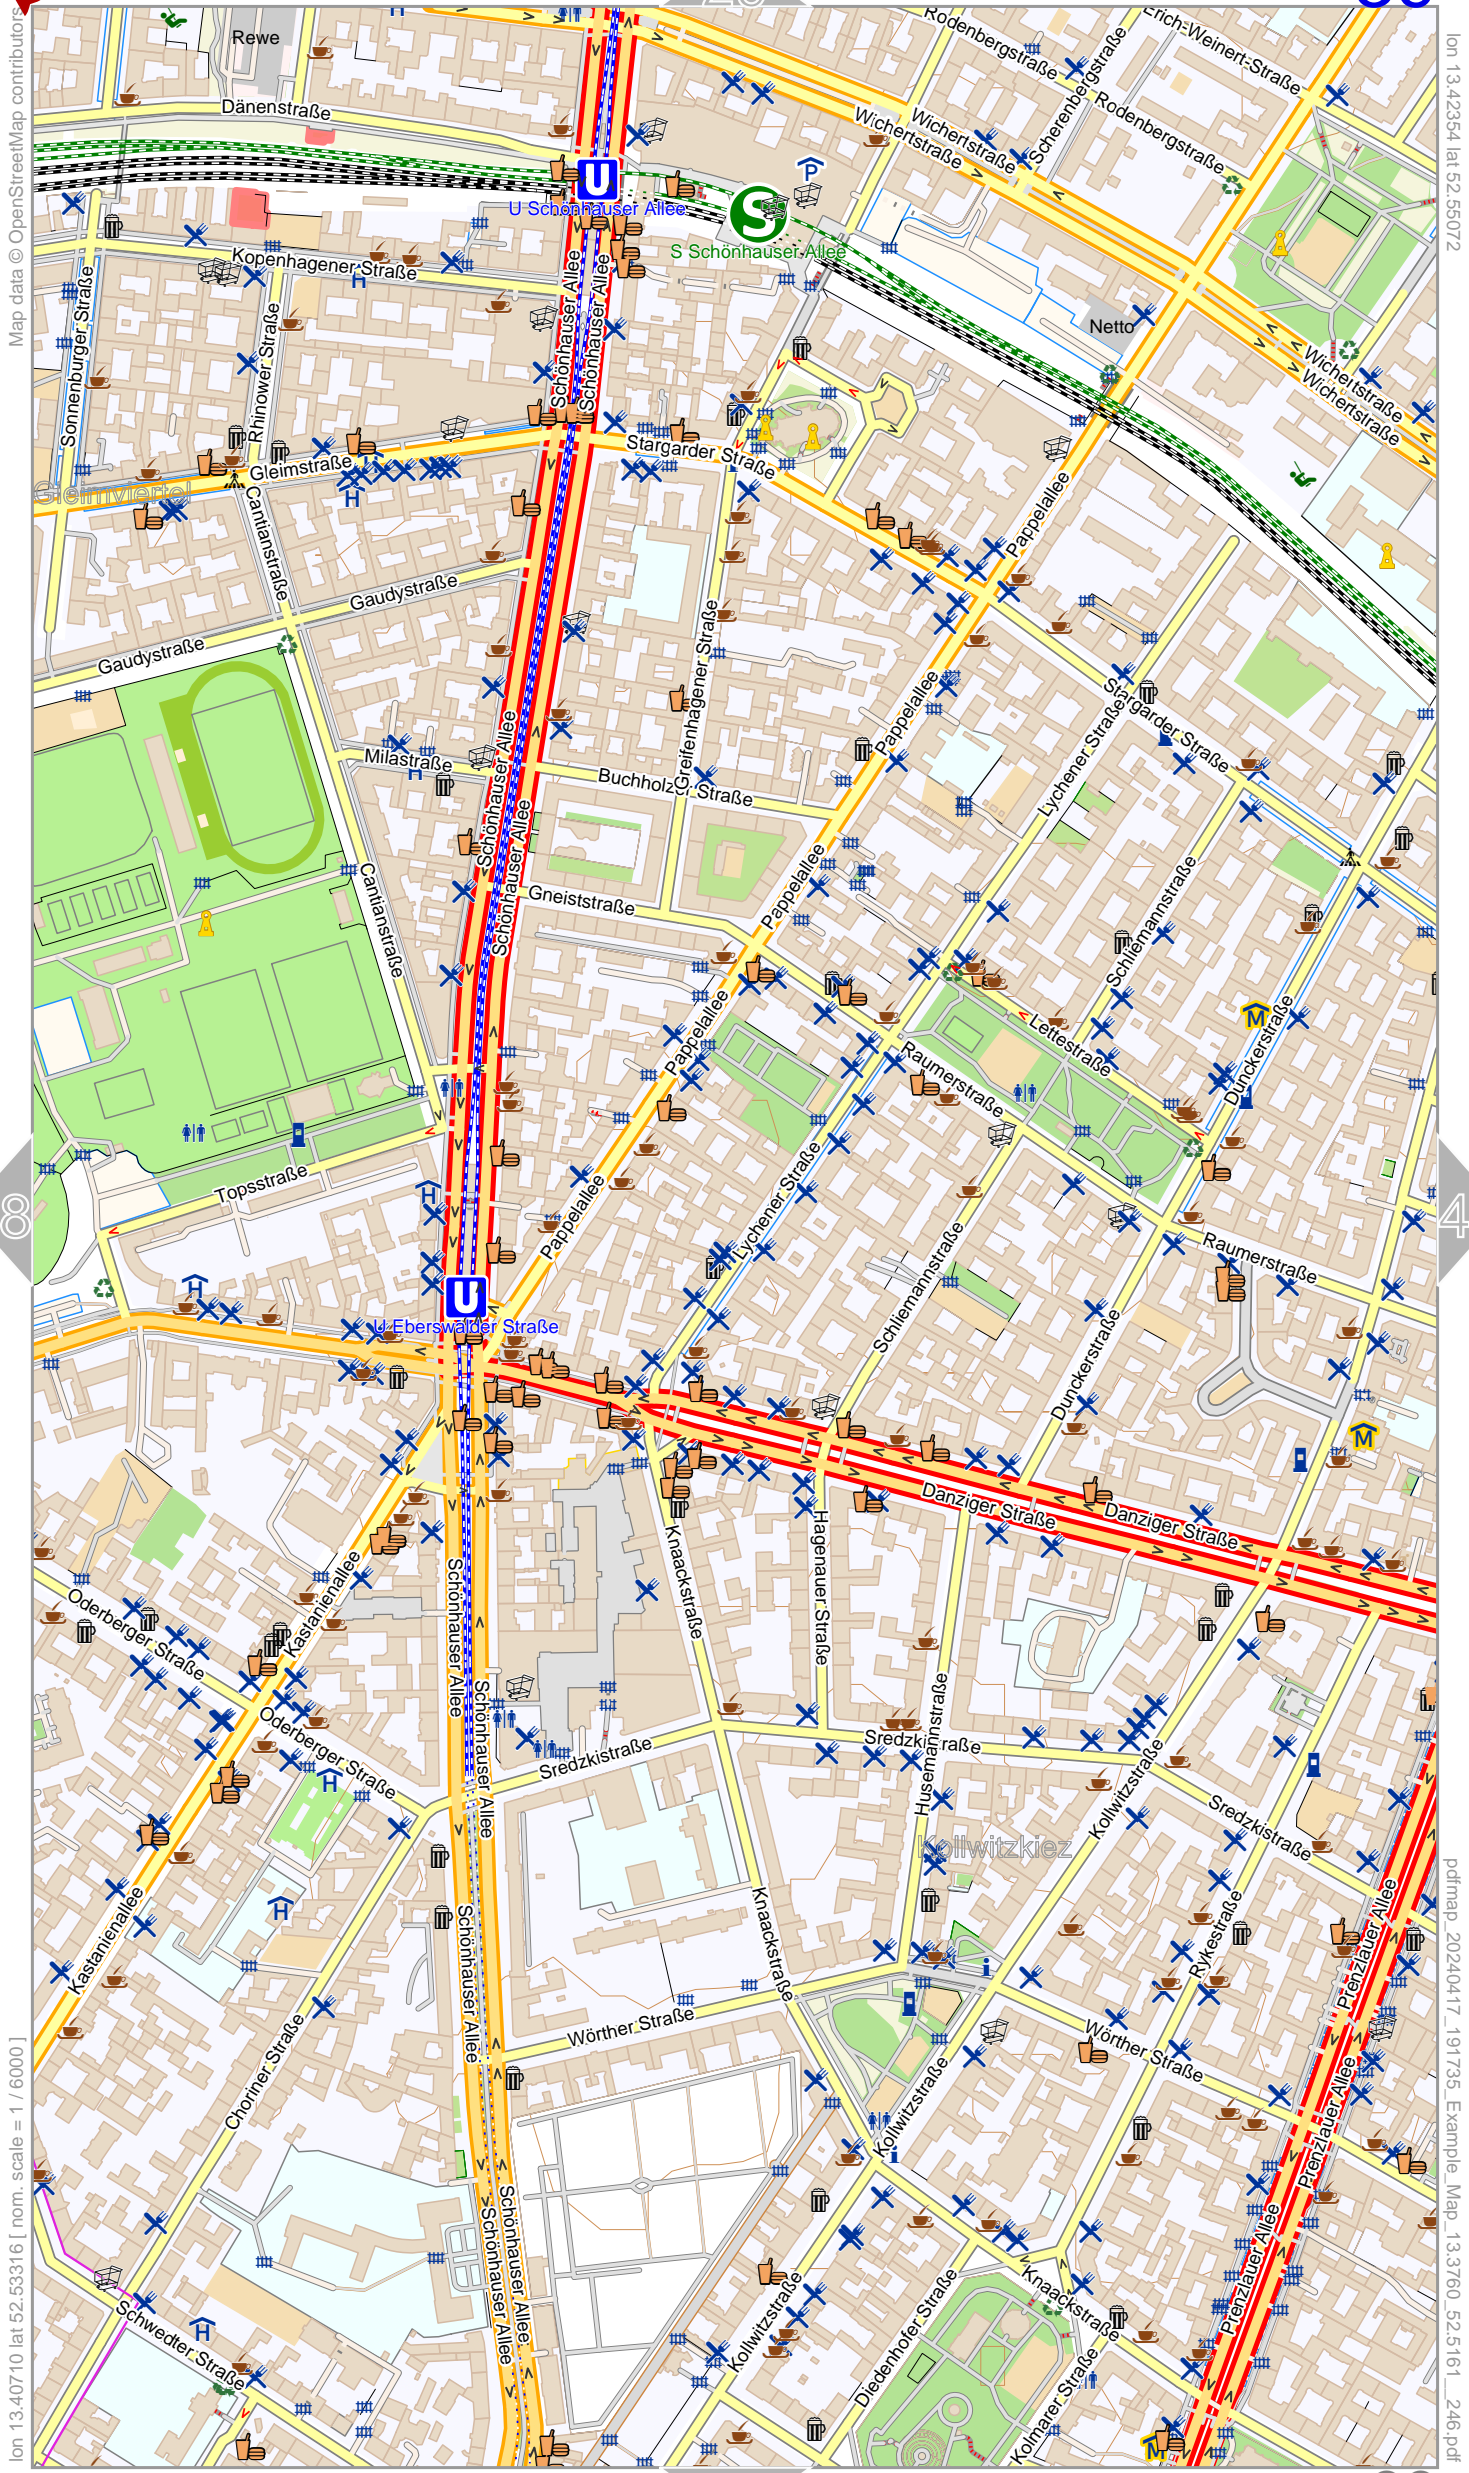 Map data © OpenStreetMap contributors
lon 13.42354 lat 52.55072
Rewe
Dänenstraße
Rodenbergstraße
Erich-Weinert-Straße
Scherenbergstraße
Rodenbergstraße
Wichertstraße
Wichertstraße
P
U
U Schönhauser Allee
S
S Schönhauser Allee
Kopenhagener Straße
H
Sonnenburger Straße
Rhinower Straße
Schönhauser Allee
Schönhauser Allee
Netto
Wichertstraße
Wichertstraße
Gleimstraße
Gleimviertel
H
Stargarder Straße
Cantianstraße
Pappelallee
Gaudystraße
Gaudystraße
Greifenhagener Straße
Pappelallee
Stargarder Straße
Lychener Straße
Milastraße
H
Schönhauser Allee
Schönhauser Allee
Buchholzer Straße
Cantianstraße
Gneiststraße
Pappelallee
Schliemannstraße
Pappelallee
Raumerstraße
Lettestraße
M
Dunckerstraße
Topsstraße
H
Pappelallee
Lychener Straße
Schliemannstraße
Raumerstraße
8
4
H
U
U Eberswalder Straße
Dunckerstraße
M
Danziger Straße
Danziger Straße
Knaackstraße
Hagenauer Straße
Kastanienallee
Oderberger Straße
Schönhauser Allee
Schönhauser Allee
Oderberger Straße
H
Sredzkistraße
Sredzkistraße
Husemannstraße
Kollwitzstraße
Sredzkistraße
Kollwitzkiez
Kastanienallee
H
Schönhauser Allee
Knaackstraße
Rykestraße
Prenzlauer Allee
Choriner Straße
Wörther Straße
Wörther Straße
Kollwitzstraße
Prenzlauer Allee
Schönhauser Allee
Schönhauser Allee
Prenzlauer Allee
Schwedter Straße
H
Kollwitzstraße
Diedenhofer Straße
Knaackstraße
Kolmarer Straße
M
lon 13.40710 lat 52.53316 [ nom. scale = 1 / 6000 ]
pdfmap_20240417_191735_Example_Map_13.3760_52.5161__246.pdf